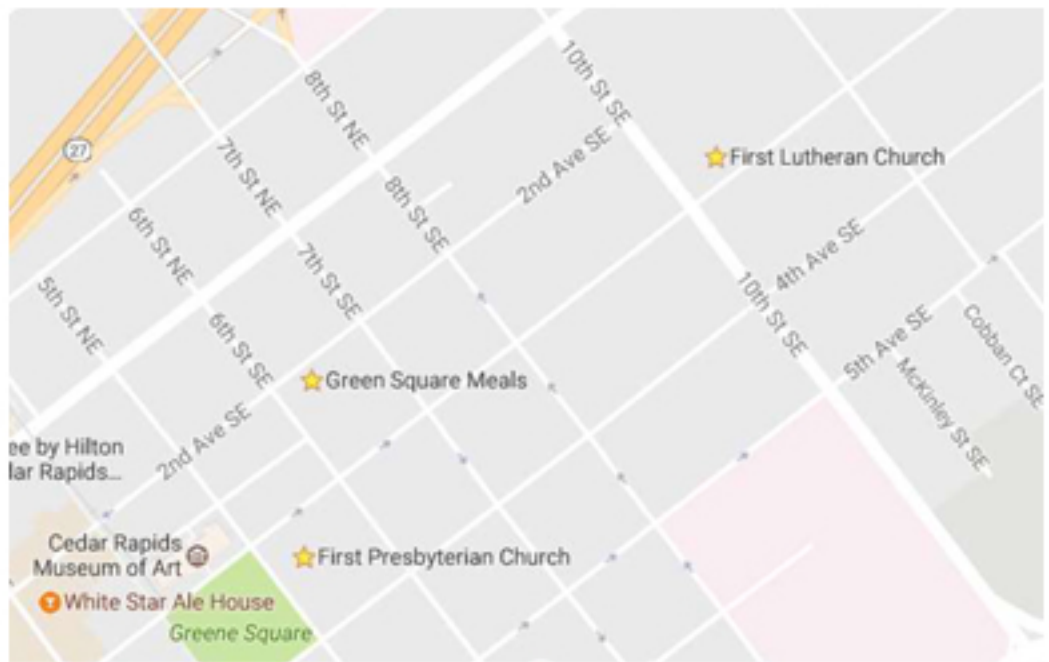 10th St SE
8th St NE
27
7th St NE
2nd Ave SE
First Lutheran Church
8th St SE
6th St NE
4th Ave SE
7th St SE
5th St NE
10th St SE
6th St SE
5th Ave SE
Cobban Ct SE
McKinley St SE
Green Square Meals
2nd Ave SE
ee by Hilton
lar Rapids...
Cedar Rapids
Museum of Art
First Presbyterian Church
White Star Ale House
Greene Square